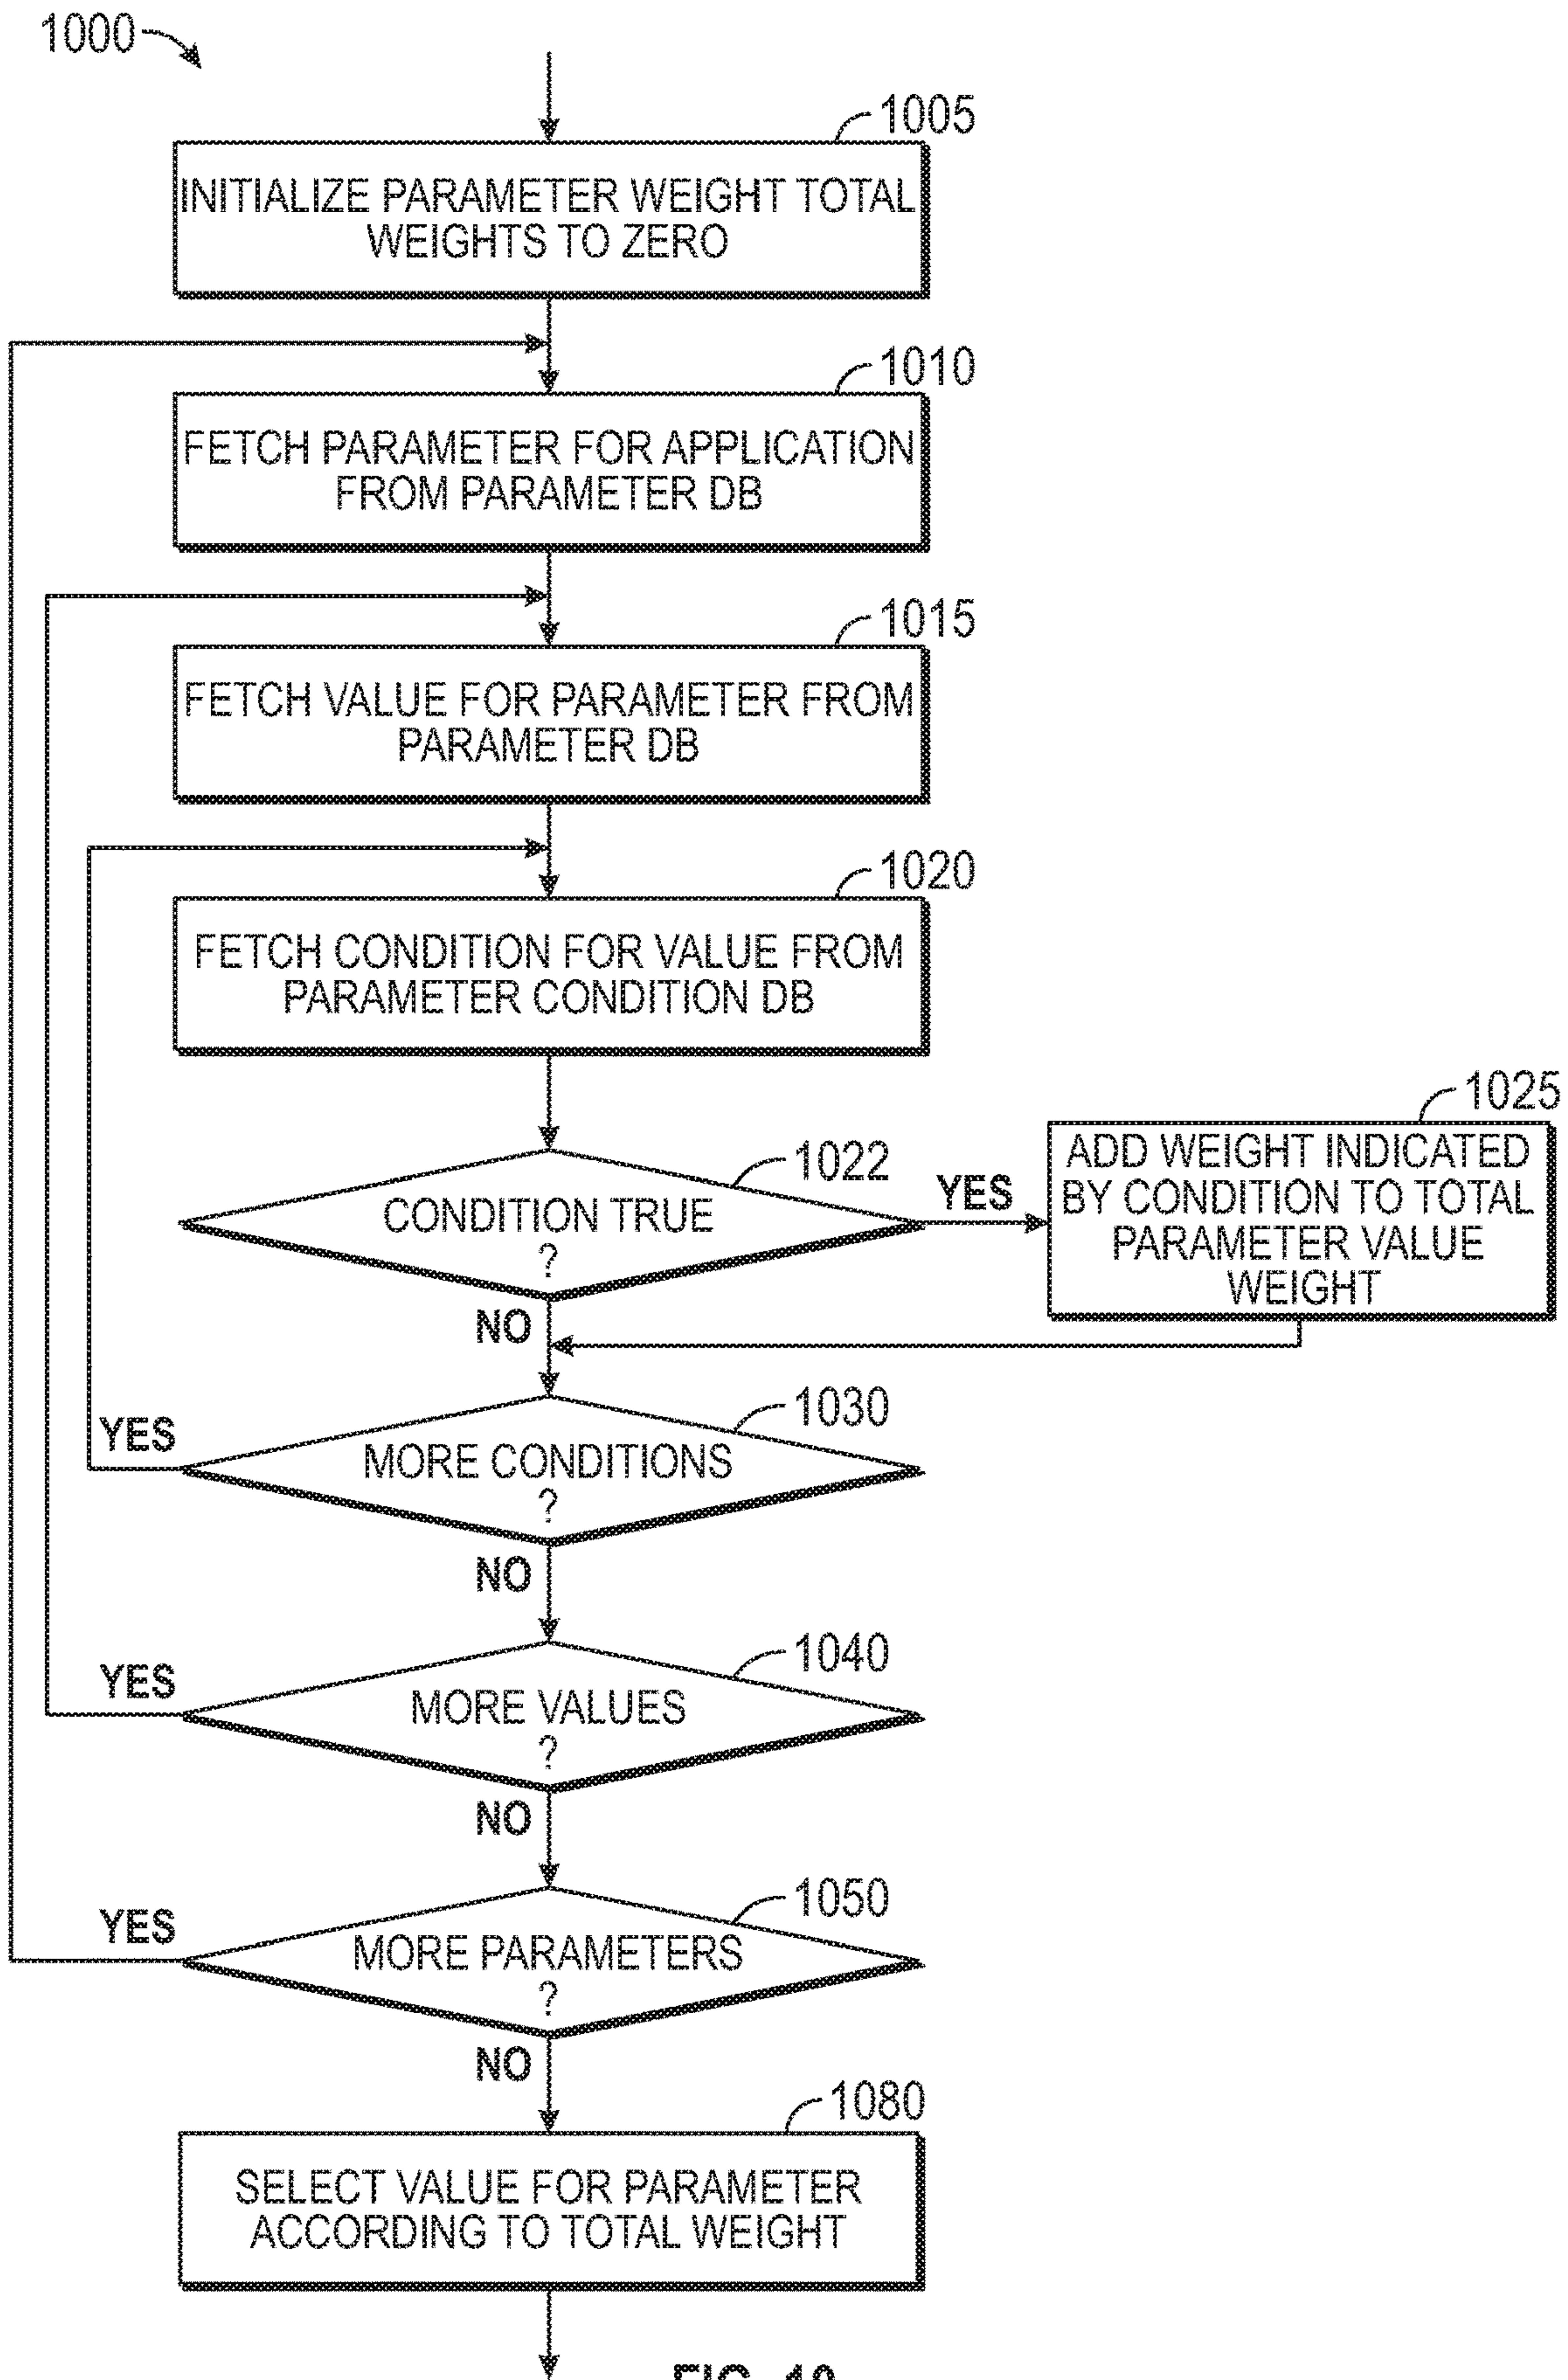 1000
1005
INITIALIZE PARAMETER WEIGHT TOTAL
WEIGHTS TO ZERO
1010
FETCH PARAMETER FOR APPLICATION
FROM PARAMETER DB
1015
FETCH VALUE FOR PARAMETER FROM
PARAMETER DB
1020
FETCH CONDITION FOR VALUE FROM
PARAMETER CONDITION DB
1022
CONDITION TRUE
?
YES
1025
ADD WEIGHT INDICATED
BY CONDITION TO TOTAL
PARAMETER VALUE
WEIGHT
NO
1030
MORE CONDITIONS
?
YES
NO
1040
MORE VALUES
?
YES
NO
1050
MORE PARAMETERS
?
YES
NO
1080
SELECT VALUE FOR PARAMETER
ACCORDING TO TOTAL WEIGHT
FIG. 10